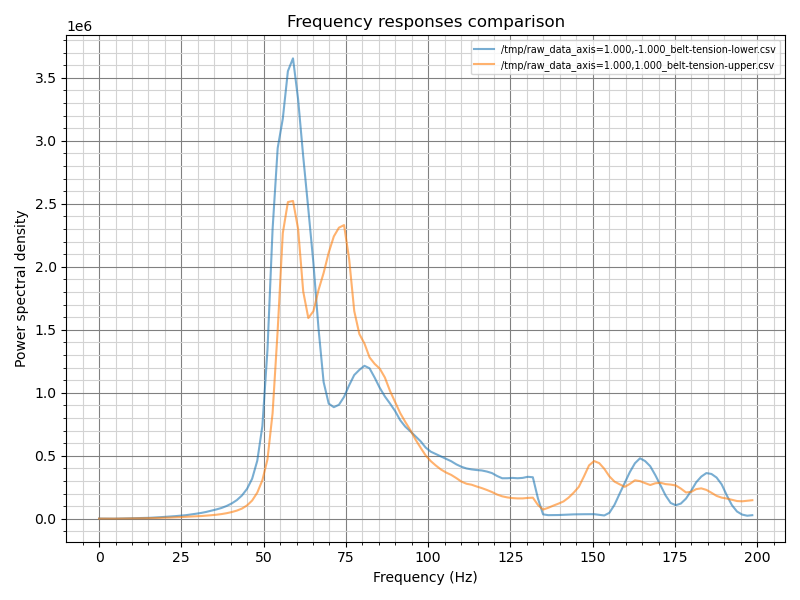 Frequency responses comparison
1e6
/tmp/raw_data_axis=1.000,-1.000_belt-tension-lower.csv
/tmp/raw_data_axis=1.000,1.000_belt-tension-upper.csv
3.5
3.0
2.5
2.0
1.5
1.0
0.5
0.0
Power spectral density
0 25 50 75 100 125 150 175 200
Frequency (Hz)